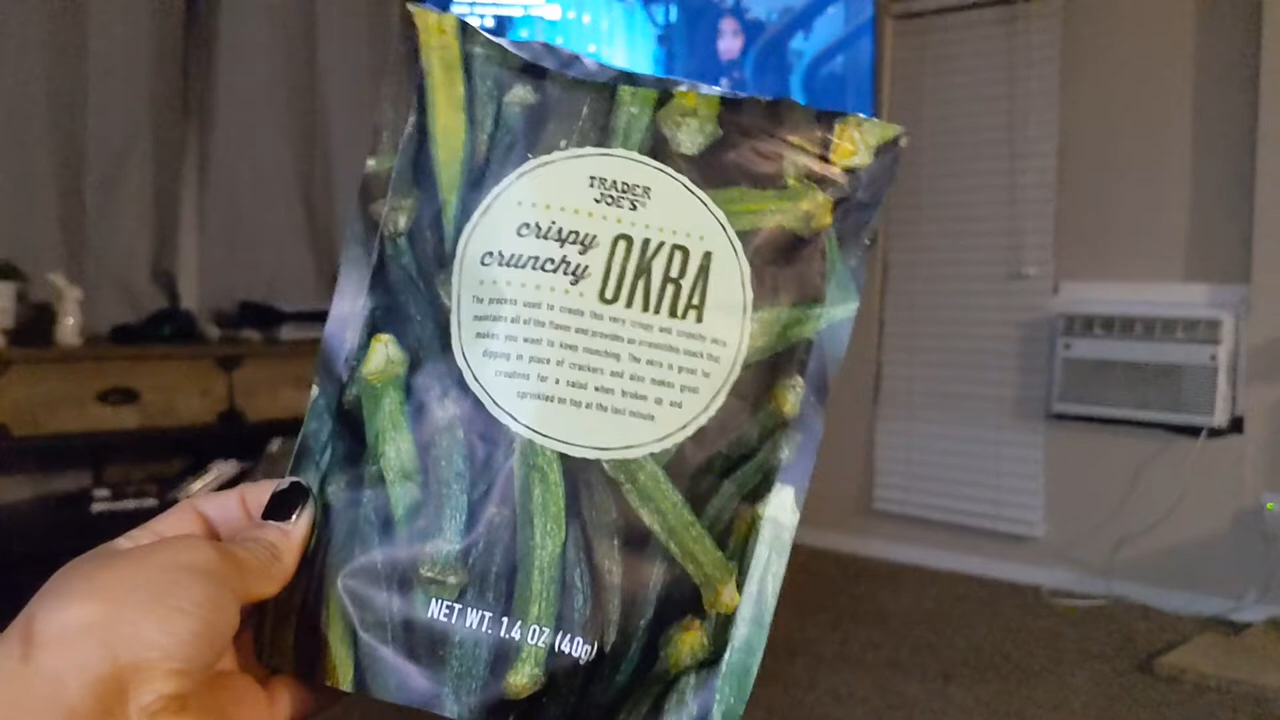 TRADER
JOE'S
crispy
crunchy
OKRA
The process used to create this very crispy and crunchy okra
maintains all of the flavor and provides an irresistible snack that
makes you want to keep munching. The okra is great for
dipping in place of crackers and also makes great
croutons for a salad when broken up and
sprinkled on top at the last minute.
NET WT. 1.4 OZ (40g)